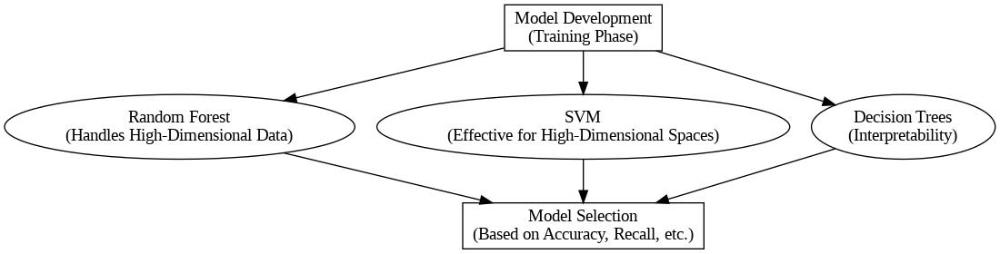 Model Development
(Training Phase)
Random Forest
(Handles High-Dimensional Data)
SVM
(Effective for High-Dimensional Spaces)
Decision Trees
(Interpretability)
Model Selection
(Based on Accuracy, Recall, etc.)